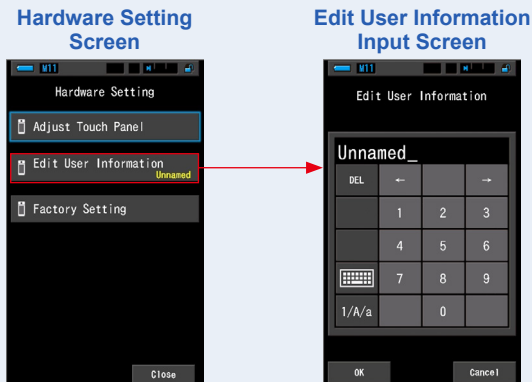 Hardware Setting
Screen
M11
Hardware Setting
Adjust Touch Panel
Edit User Information
Unnamed
Factory Setting
Close
Edit User Information
Input Screen
M11
Edit User Information
Unnamed_
DEL ← →
1 2 3
4 5 6
7 8 9
1/A/a 0
OK Cancel